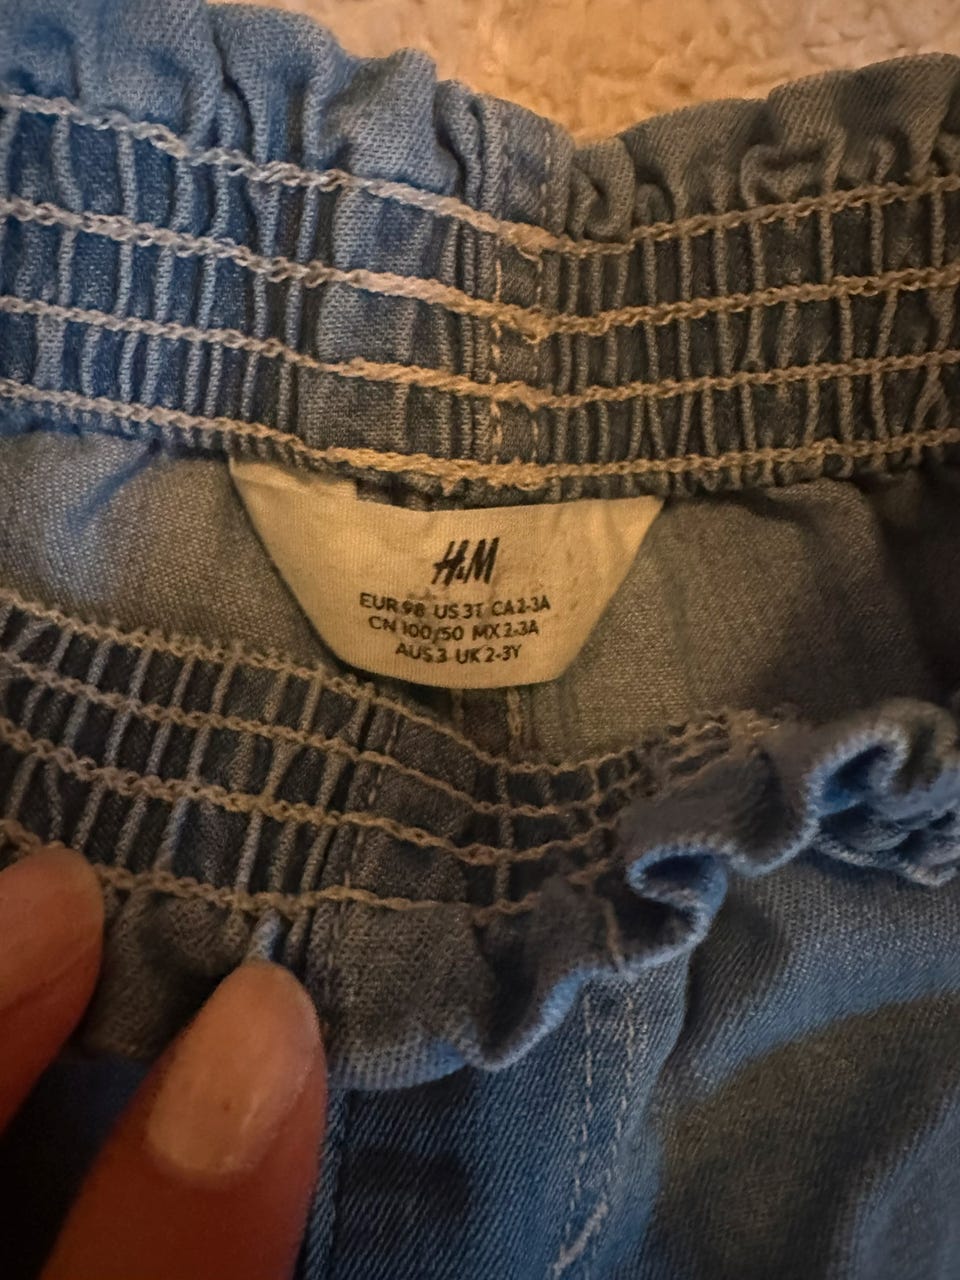 H&M
EUR 98 US 3T CA 2-3A
CN 100/50 MX 2-3A
AUS 3 UK 2-3Y